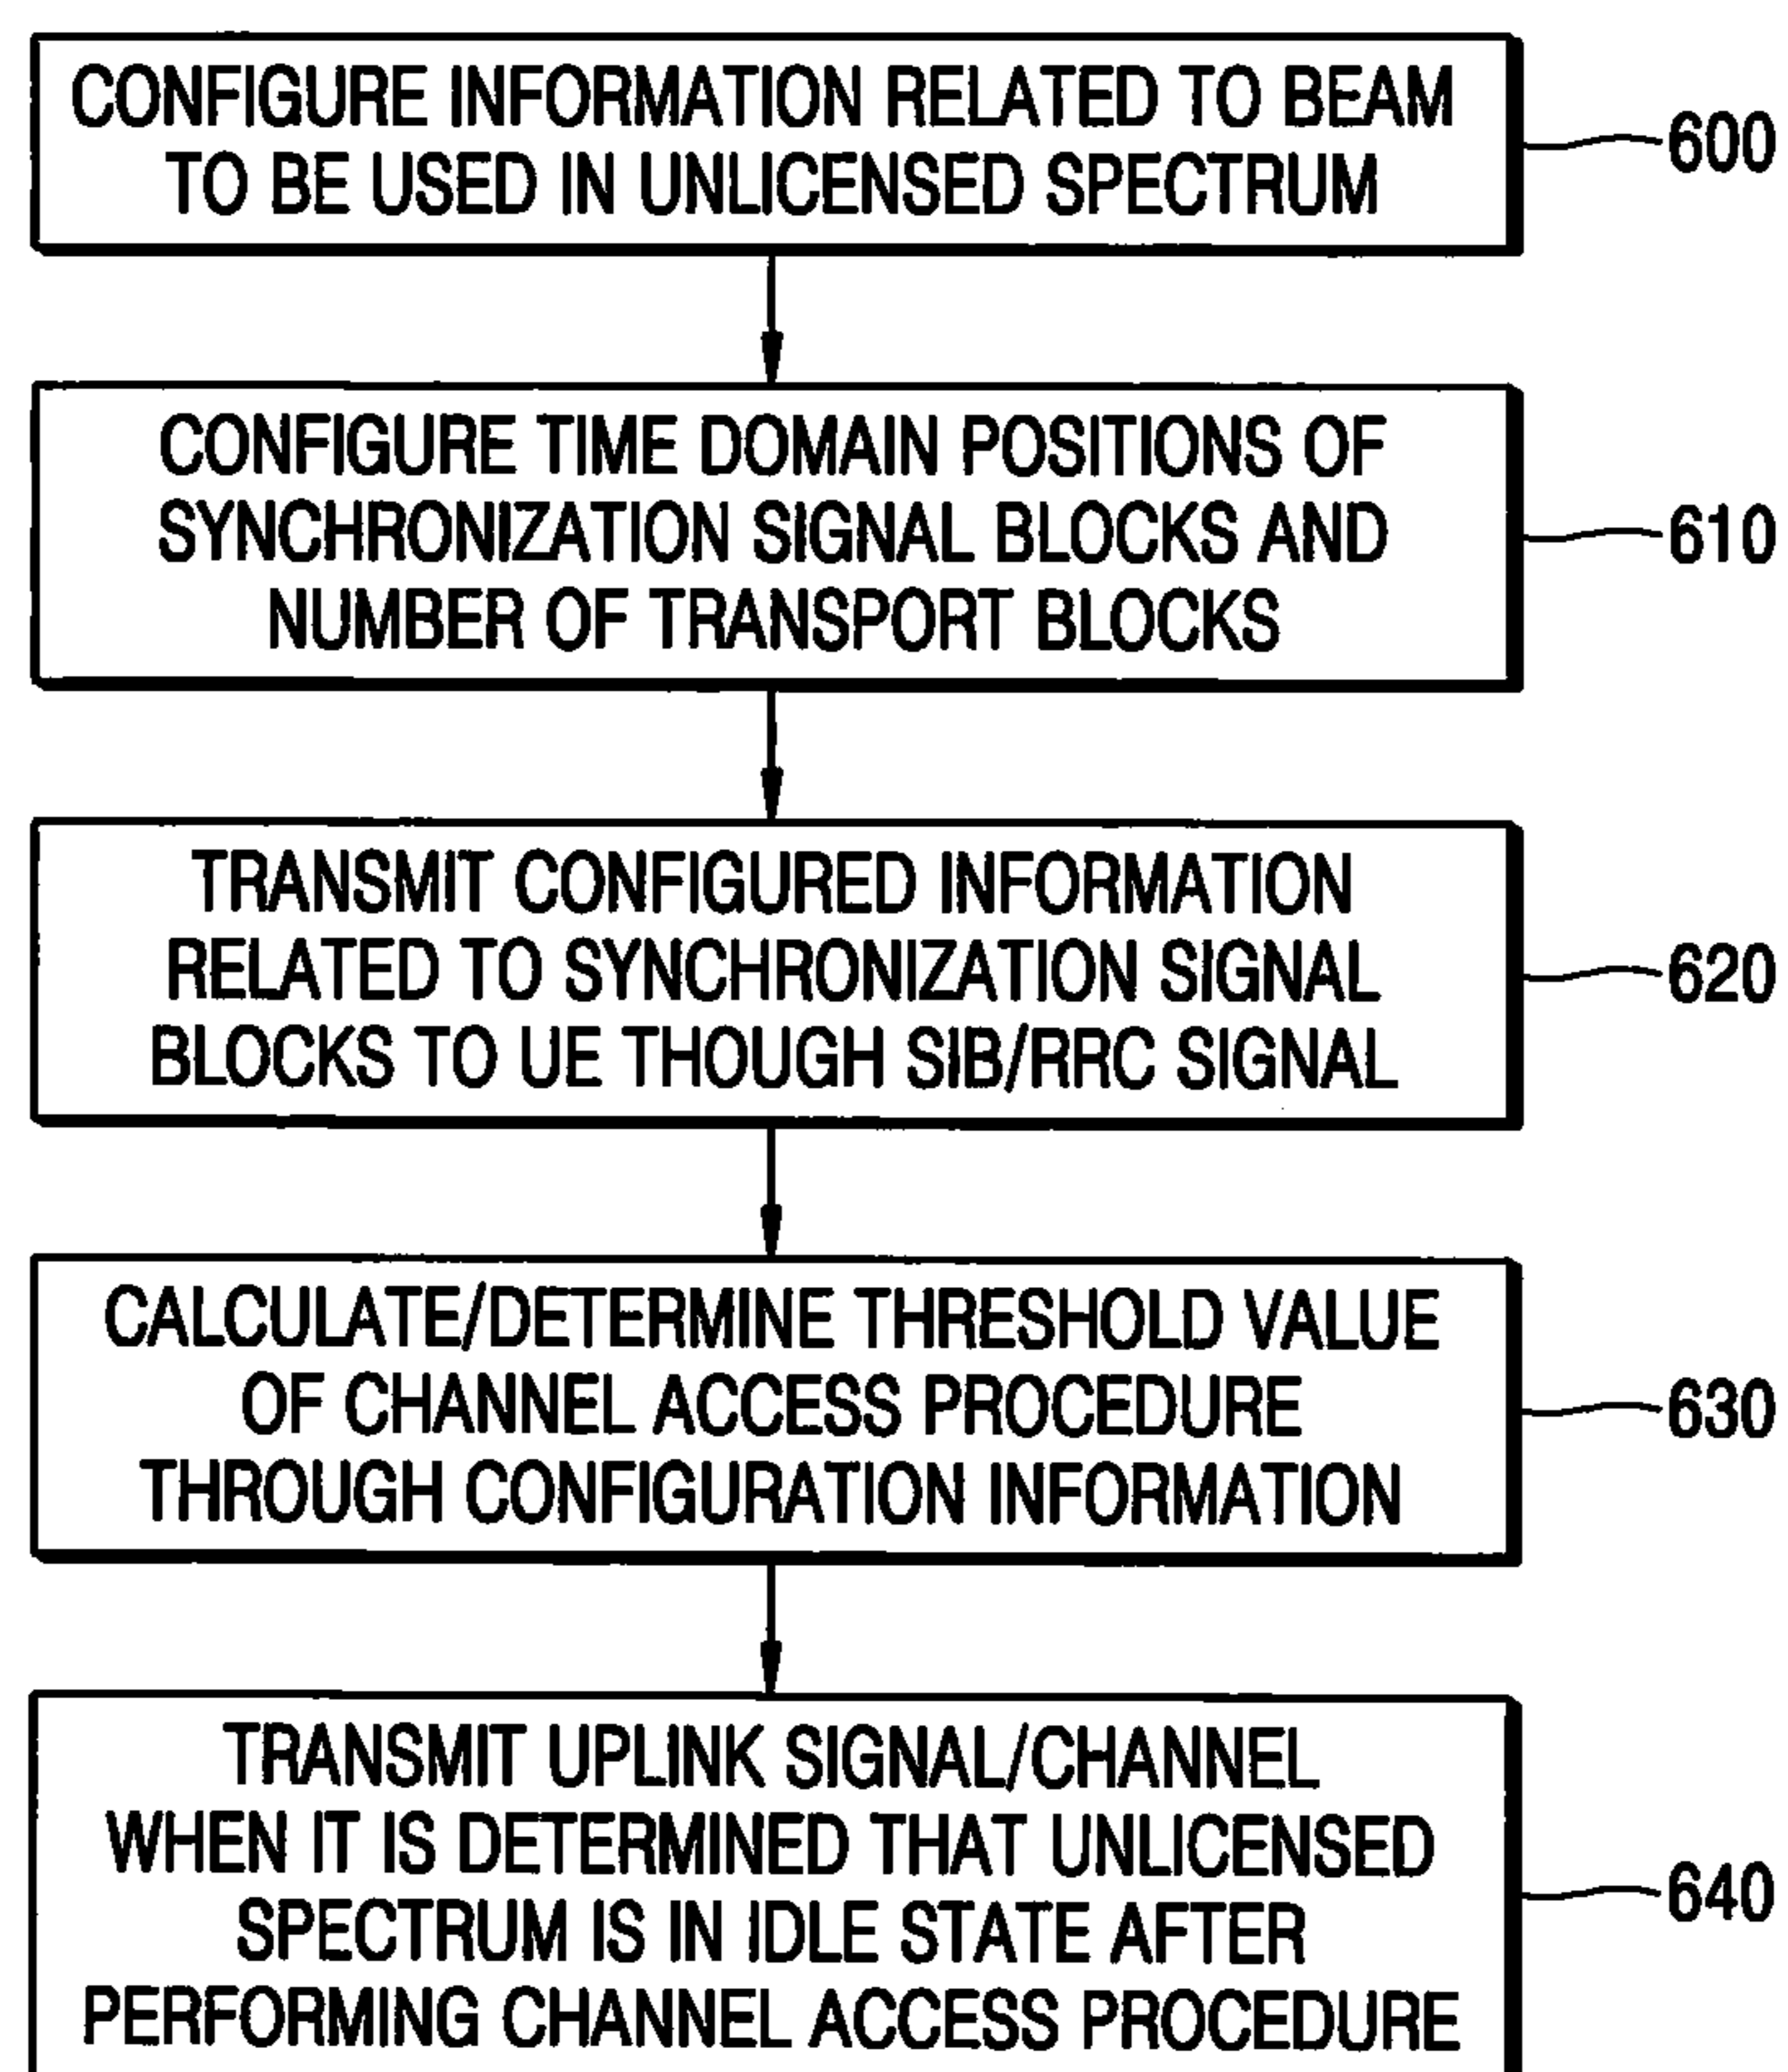 CONFIGURE INFORMATION RELATED TO BEAM
TO BE USED IN UNLICENSED SPECTRUM
600
CONFIGURE TIME DOMAIN POSITIONS OF
SYNCHRONIZATION SIGNAL BLOCKS AND
NUMBER OF TRANSPORT BLOCKS
610
TRANSMIT CONFIGURED INFORMATION
RELATED TO SYNCHRONIZATION SIGNAL
BLOCKS TO UE THOUGH SIB/RRC SIGNAL
620
CALCULATE/DETERMINE THRESHOLD VALUE
OF CHANNEL ACCESS PROCEDURE
THROUGH CONFIGURATION INFORMATION
630
TRANSMIT UPLINK SIGNAL/CHANNEL
WHEN IT IS DETERMINED THAT UNLICENSED
SPECTRUM IS IN IDLE STATE AFTER
PERFORMING CHANNEL ACCESS PROCEDURE
640